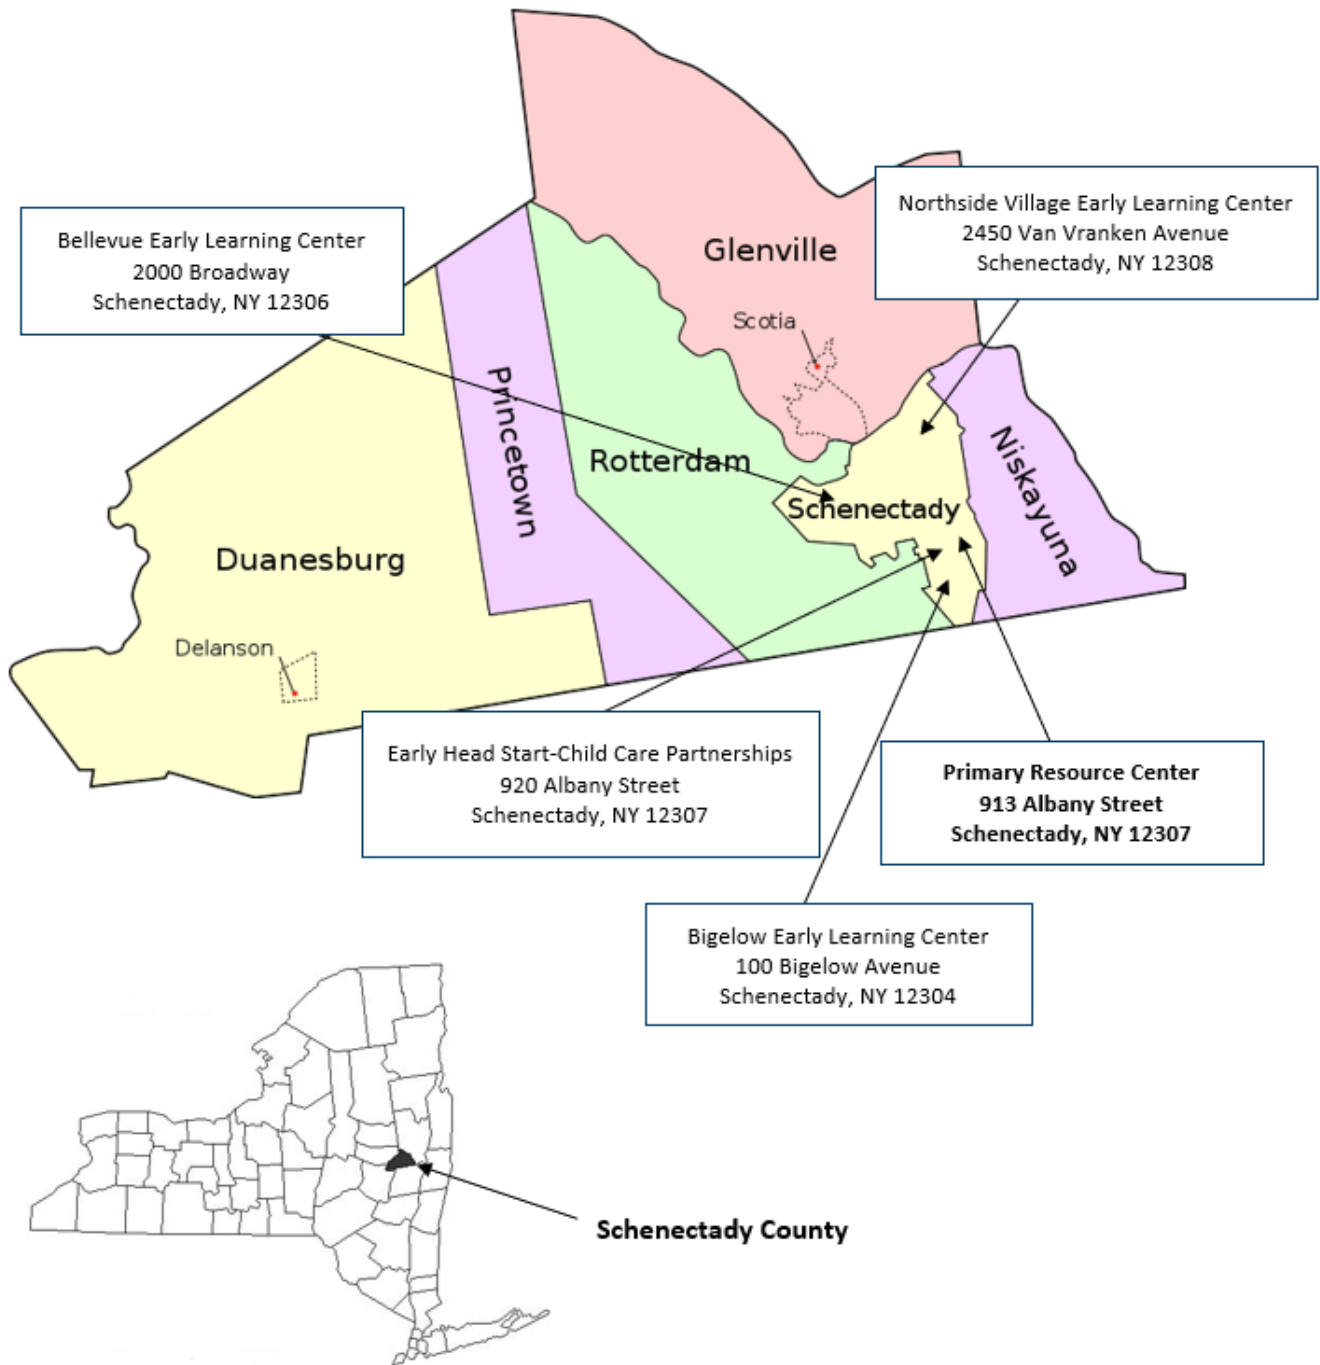 Northside Village Early Learning Center
2450 Van Vranken Avenue
Schenectady, NY 12308
Bellevue Early Learning Center
2000 Broadway
Schenectady, NY 12306
Glenville
Scotia
Princetown
Rotterdam
Niskayuna
Schenectady
Duanesburg
Delanson
Early Head Start-Child Care Partnerships
920 Albany Street
Schenectady, NY 12307
Primary Resource Center
913 Albany Street
Schenectady, NY 12307
Bigelow Early Learning Center
100 Bigelow Avenue
Schenectady, NY 12304
Schenectady County